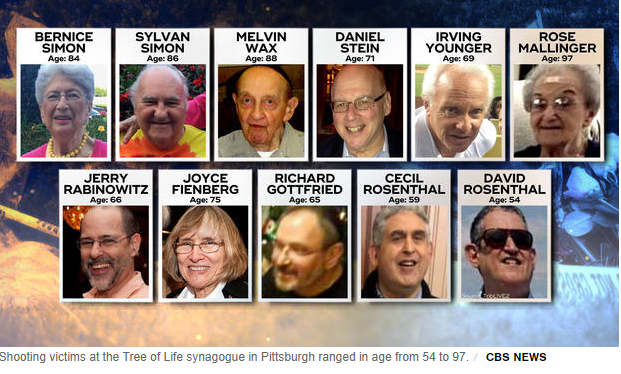 BERNICE
SIMON
Age: 84
SYLVAN
SIMON
Age: 86
MELVIN
WAX
Age: 88
DANIEL
STEIN
Age: 71
IRVING
YOUNGER
Age: 69
ROSE
MALLINGER
Age: 97
JERRY
RABINOWITZ
Age: 66
JOYCE
FIENBERG
Age: 75
RICHARD
GOTTFRIED
Age: 65
CECIL
ROSENTHAL
Age: 59
DAVID
ROSENTHAL
Age: 54
Source: TribLIVE2
Shooting victims at the Tree of Life synagogue in Pittsburgh ranged in age from 54 to 97. / CBS NEWS